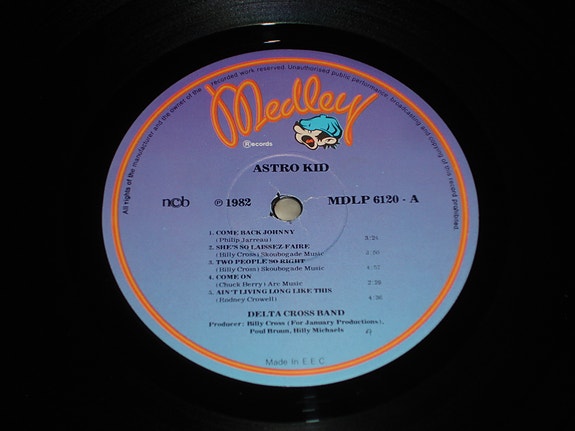 All rights of the manufacturer and the owner of the recorded work reserved. Unauthorised public performance, broadcasting and copying of this record prohibited.
Medley
Records
ASTRO KID
ncb
℗ 1982
MDLP 6120 - A
1. COME BACK JOHNNY
(Philip Jarreau)
2. SHE'S SO LAISSEZ-FAIRE
(Billy Cross) Skoubogade Music
3. TWO PEOPLE SO RIGHT
(Billy Cross) Skoubogade Music 4:52
4. COME ON
(Chuck Berry) Arc Music 2:38
5. AIN'T LIVING LONG LIKE THIS
(Rodney Crowell) 4:36
DELTA CROSS BAND
Producer: Billy Cross (For January Productions),
Poul Bruun, Billy Michaels
Made In E E C